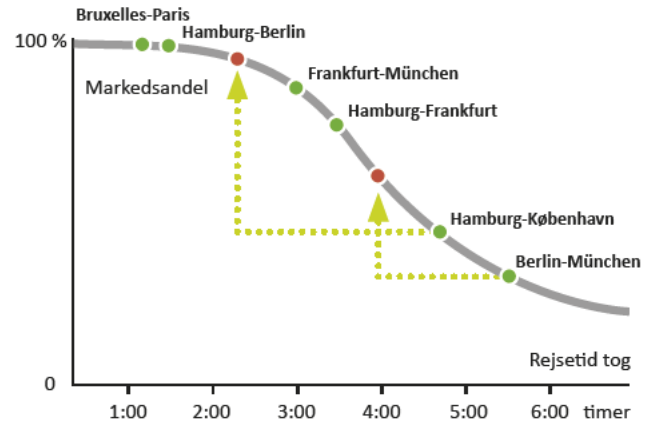 Bruxelles-Paris
Hamburg-Berlin
100 %
Frankfurt-München
Markedsandel
Hamburg-Frankfurt
Hamburg-København
Berlin-München
Rejsetid tog
0
1:00 2:00 3:00 4:00 5:00 6:00 timer